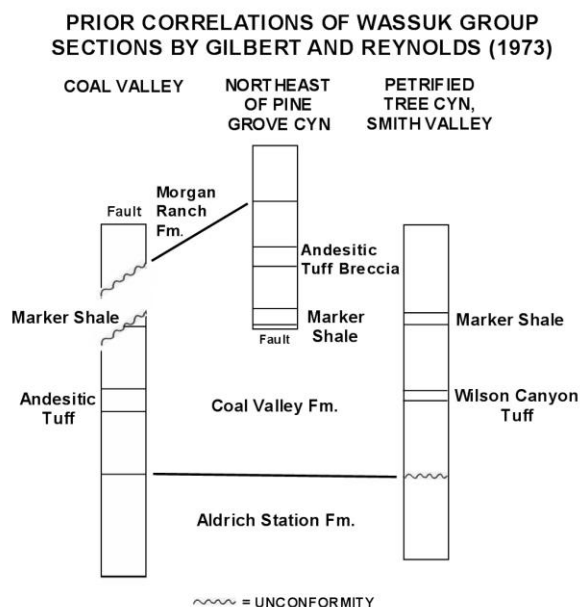 PRIOR CORRELATIONS OF WASSUK GROUP
SECTIONS BY GILBERT AND REYNOLDS (1973)
COAL VALLEY
NORTHEAST
OF PINE
GROVE CYN
PETRIFIED
TREE CYN,
SMITH VALLEY
Fault
Morgan
Ranch
Fm.
Andesitic
Tuff Breccia
Marker Shale
Marker
Shale
Fault
Marker Shale
Andesitic
Tuff
Coal Valley Fm.
Wilson Canyon
Tuff
Aldrich Station Fm.
= UNCONFORMITY